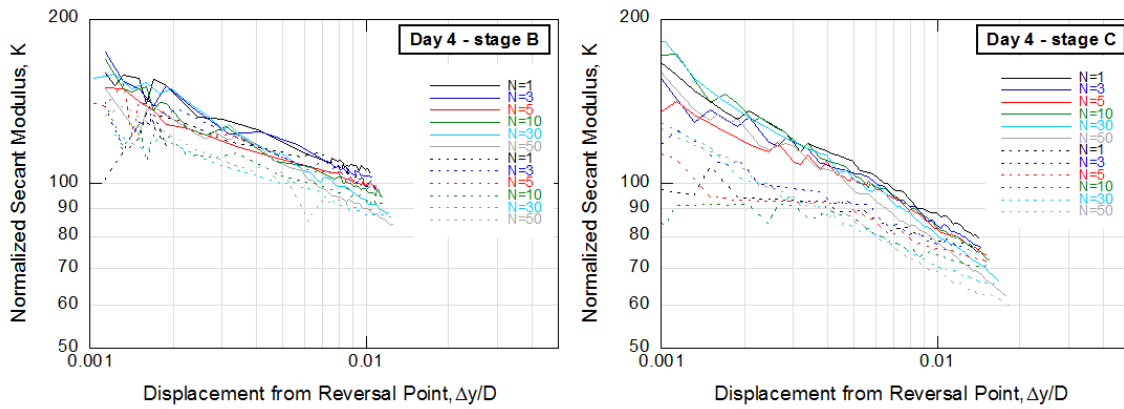 200
Day 4 - stage B
N=1
N=3
N=5
N=10
N=30
N=50
N=1
N=3
N=5
N=10
N=30
N=50
100
90
80
70
60
50
0.001
0.01
Normalized Secant Modulus, K
Displacement from Reversal Point, Δy/D
200
Day 4 - stage C
N=1
N=3
N=5
N=10
N=30
N=50
N=1
N=3
N=5
N=10
N=30
N=50
100
90
80
70
60
50
0.001
0.01
Normalized Secant Modulus, K
Displacement from Reversal Point, Δy/D